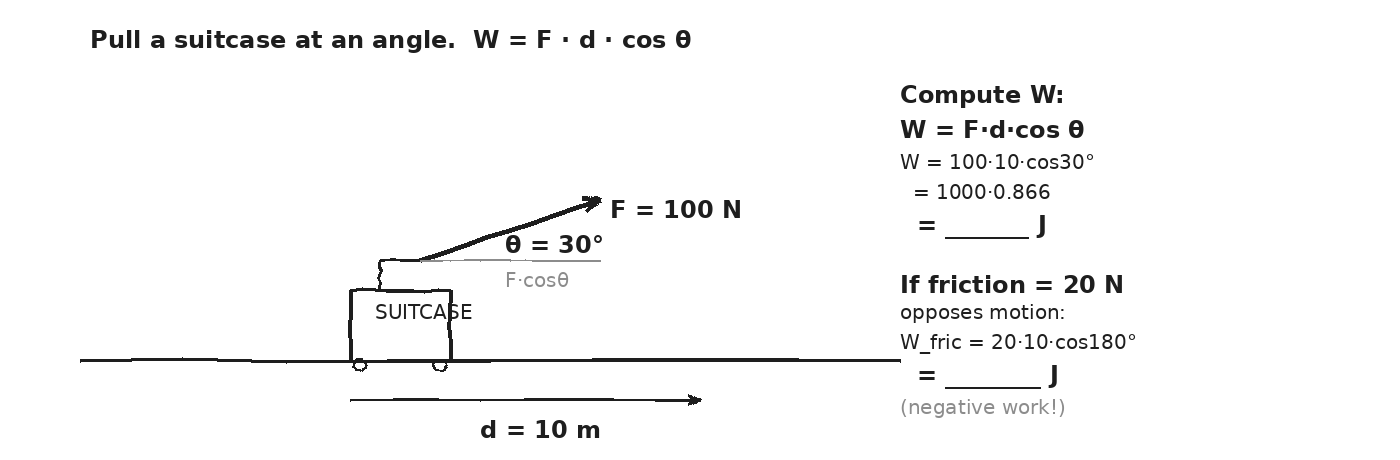 Pull a suitcase at an angle.  W = F · d · cos θ
Compute W:
W = F·d·cos θ
W = 100·10·cos30°
= 1000·0.866
= _______ J
F = 100 N
θ = 30°
F·cosθ
SUITCASE
d = 10 m
If friction = 20 N
opposes motion:
W_fric = 20·10·cos180°
= ________ J
(negative work!)